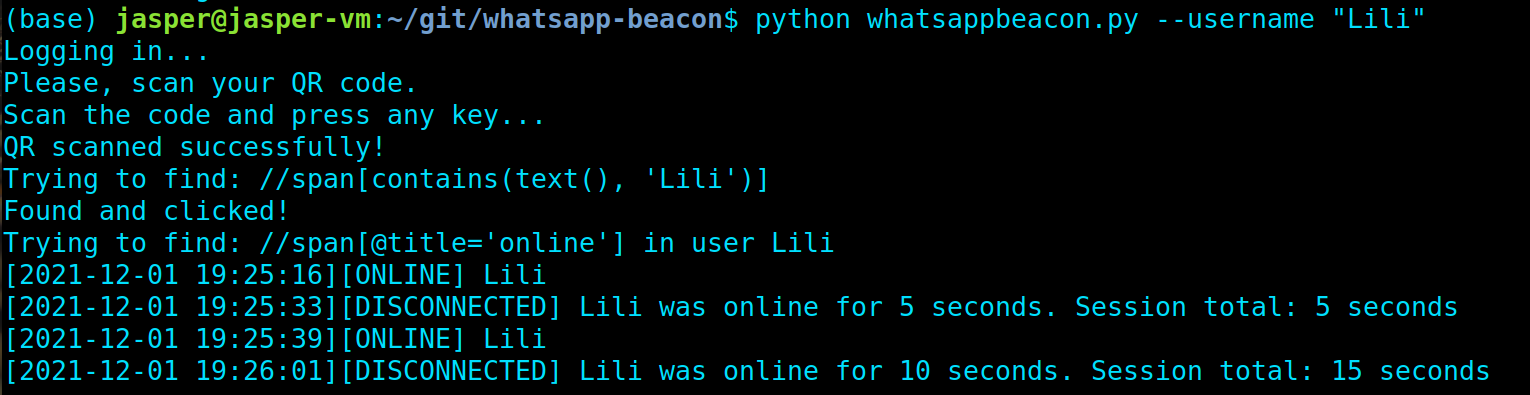 (base) jasper@jasper-vm:~/git/whatsapp-beacon$ python whatsappbeacon.py --username "Lili"
Logging in...
Please, scan your QR code.
Scan the code and press any key...
QR scanned successfully!
Trying to find: //span[contains(text(), 'Lili')]
Found and clicked!
Trying to find: //span[@title='online'] in user Lili
[2021-12-01 19:25:16][ONLINE] Lili
[2021-12-01 19:25:33][DISCONNECTED] Lili was online for 5 seconds. Session total: 5 seconds
[2021-12-01 19:25:39][ONLINE] Lili
[2021-12-01 19:26:01][DISCONNECTED] Lili was online for 10 seconds. Session total: 15 seconds